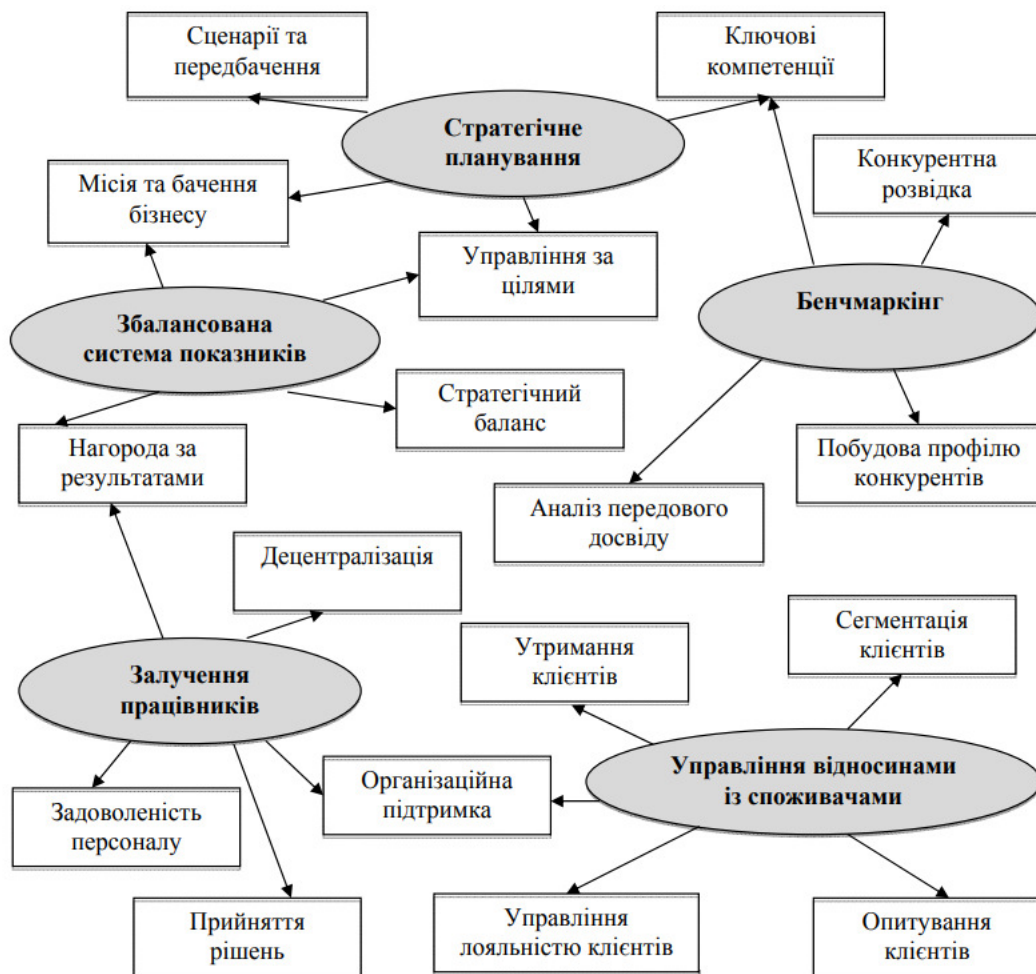 Сценарії та
передбачення
Ключові
компетенції
Стратегічне
планування
Місія та бачення
бізнесу
Конкурентна
розвідка
Управління за
цілями
Бенчмаркінг
Збалансована
система показників
Стратегічний
баланс
Нагорода за
результатами
Побудова профілю
конкурентів
Аналіз передового
досвіду
Децентралізація
Сегментація
клієнтів
Утримання
клієнтів
Залучення
працівників
Управління відносинами
із споживачами
Організаційна
підтримка
Задоволеність
персоналу
Прийняття
рішень
Управління
лояльністю клієнтів
Опитування
клієнтів